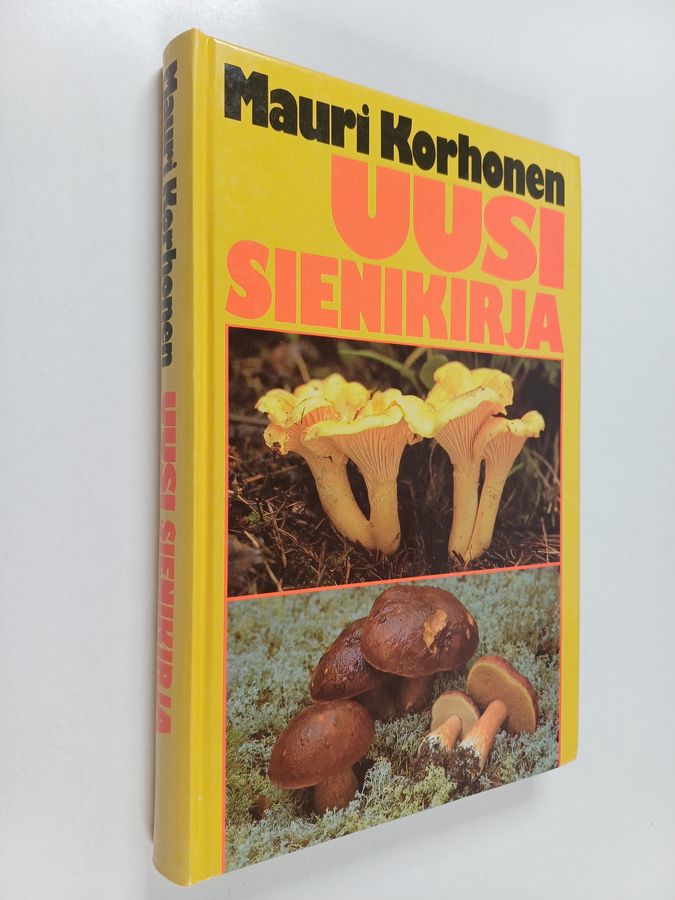 Mauri Korhonen
UUSI
SIENIKIRJA
Mauri Korhonen UUSI SIENIKIRJA